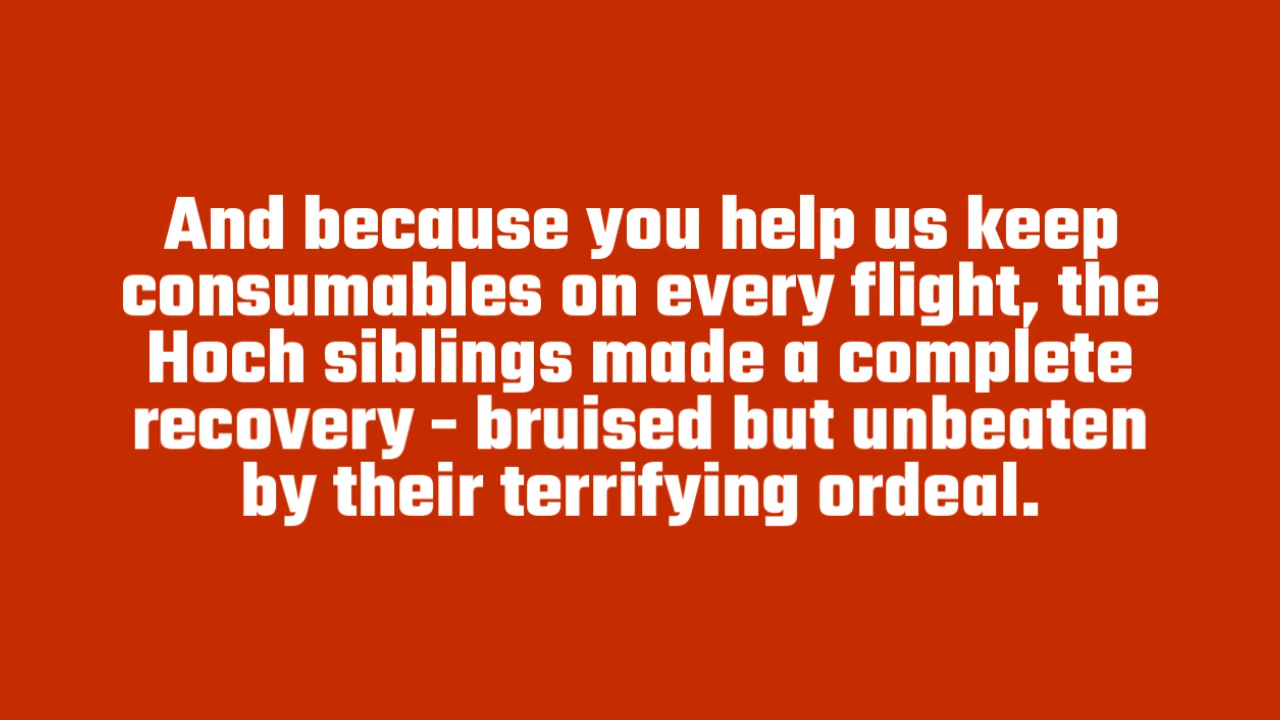 And because you help us keep
consumables on every flight, the
Hoch siblings made a complete
recovery - bruised but unbeaten
by their terrifying ordeal.